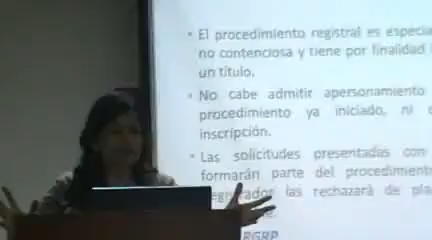 • El procedimiento registral es especia
no contenciosa y tiene por finalidad
un título.
• No cabe admitir apersonamiento
procedimiento ya iniciado, ni
inscripción.
• Las solicitudes presentadas con
formarán parte del procedimient
las rechazará de pla
RGRP